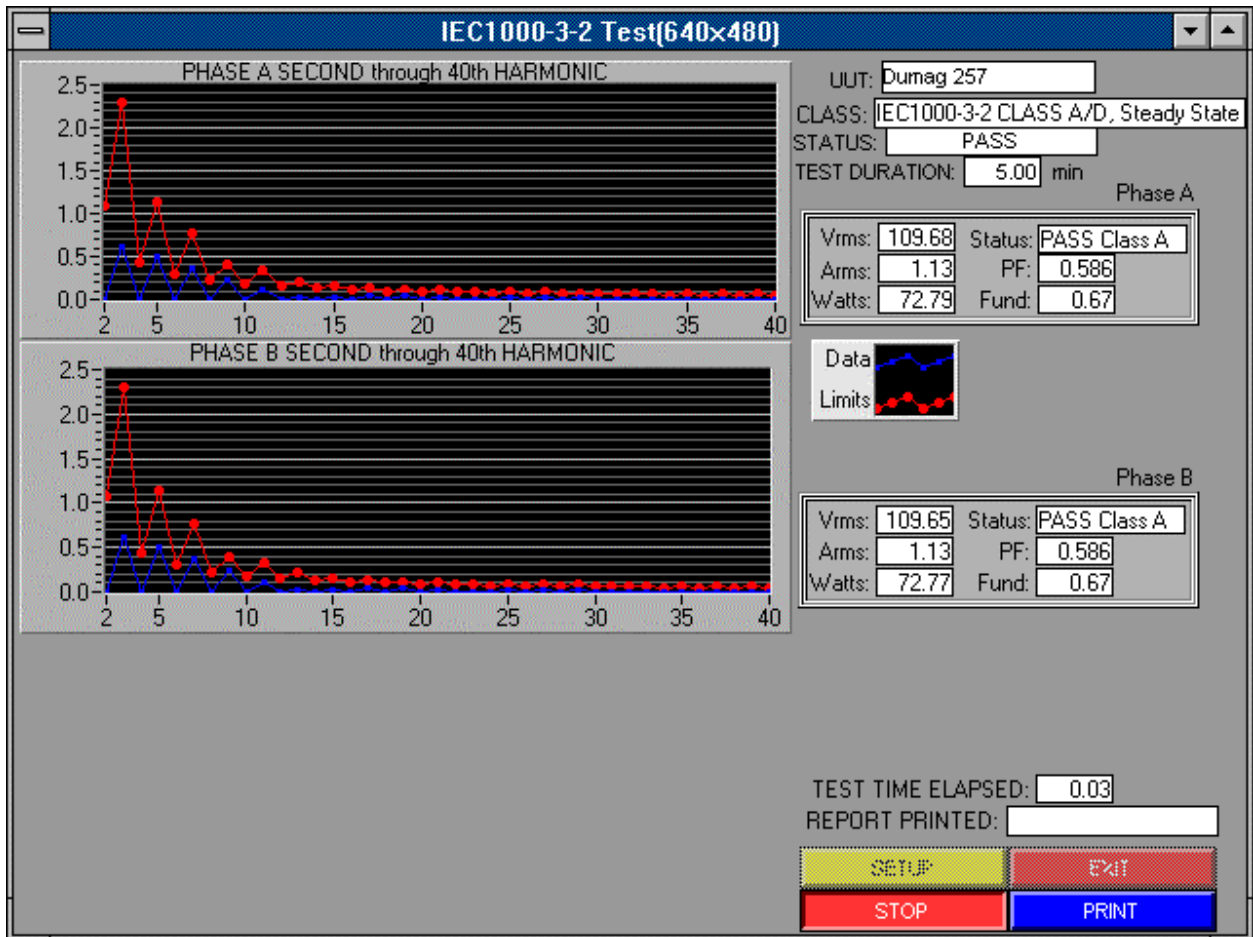 IEC1000-3-2 Test(640x480)
PHASE A SECOND through 40th HARMONIC
2.5
2.0
1.5
1.0
0.5
0.0
2 5 10 15 20 25 30 35 40
PHASE B SECOND through 40th HARMONIC
2.5
2.0
1.5
1.0
0.5
0.0
2 5 10 15 20 25 30 35 40
UUT: Dumag 257
CLASS: IEC1000-3-2 CLASS A/D, Steady State
STATUS: PASS
TEST DURATION: 5.00 min
Phase A
Vrms: 109.68 Status: PASS Class A
Arms: 1.13 PF: 0.586
Watts: 72.79 Fund: 0.67
Data
Limits
Phase B
Vrms: 109.65 Status: PASS Class A
Arms: 1.13 PF: 0.586
Watts: 72.77 Fund: 0.67
TEST TIME ELAPSED: 0.03
REPORT PRINTED:
SETUP EXIT
STOP PRINT